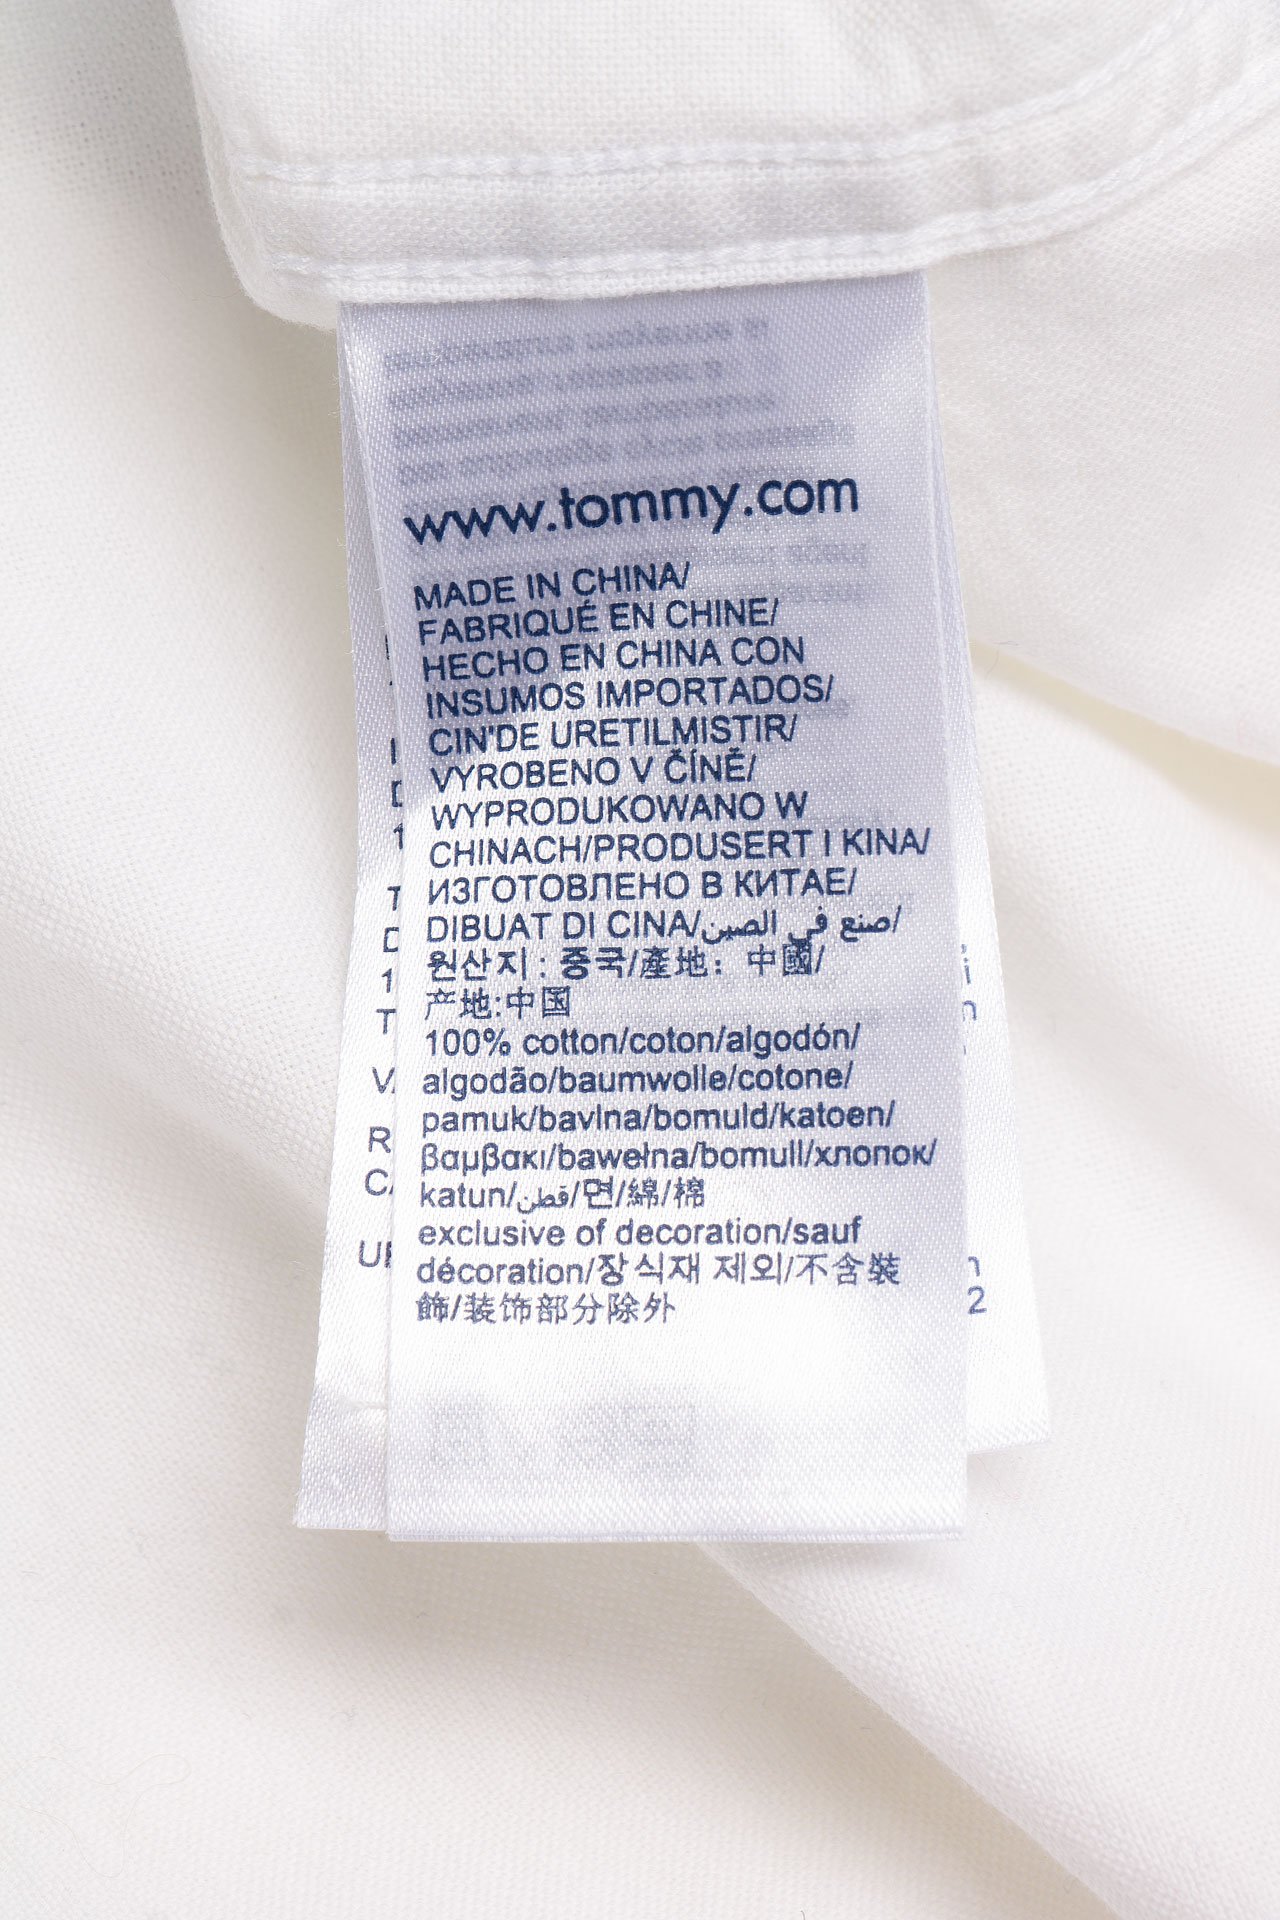 www.tommy.com
MADE IN CHINA/
FABRIQUÉ EN CHINE/
HECHO EN CHINA CON
INSUMOS IMPORTADOS/
CIN'DE URETILMISTIR/
VYROBENO V ČÍNĚ/
WYPRODUKOWANO W
CHINACH/PRODUSERT I KINA/
ИЗГОТОВЛЕНО В КИТАЕ/
DIBUAT DI CINA/صنع في الصين/
원산지 : 중국/產地： 中國/
产地:中国
100% cotton/coton/algodón/
algodão/baumwolle/cotone/
pamuk/bavlna/bomuld/katoen/
βαμβακι/bawełna/bomull/хлопок/
katun/قطن/면/綿/棉
exclusive of decoration/sauf
décoration/장식재 제외/不含裝
飾/装饰部分除外